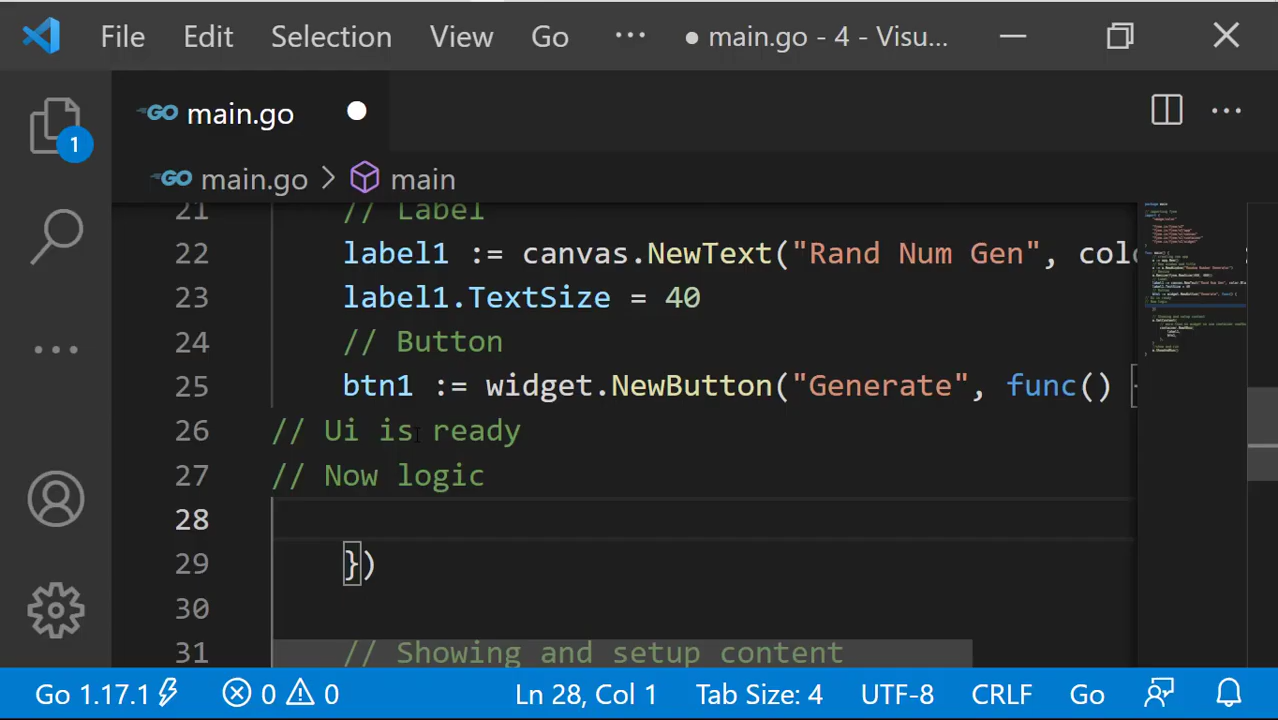 File Edit Selection View Go ··· ● main.go - 4 - Visu...
GO main.go
1
GO main.go > main
21 // Label
22 label1 := canvas.NewText("Rand Num Gen", colo
23 label1.TextSize = 40
24 // Button
25 btn1 := widget.NewButton("Generate", func() {
26 // Ui is ready
27 // Now logic
28
29 })
30
31 // Showing and setup content
Go 1.17.1 0 0 Ln 28, Col 1 Tab Size: 4 UTF-8 CRLF Go